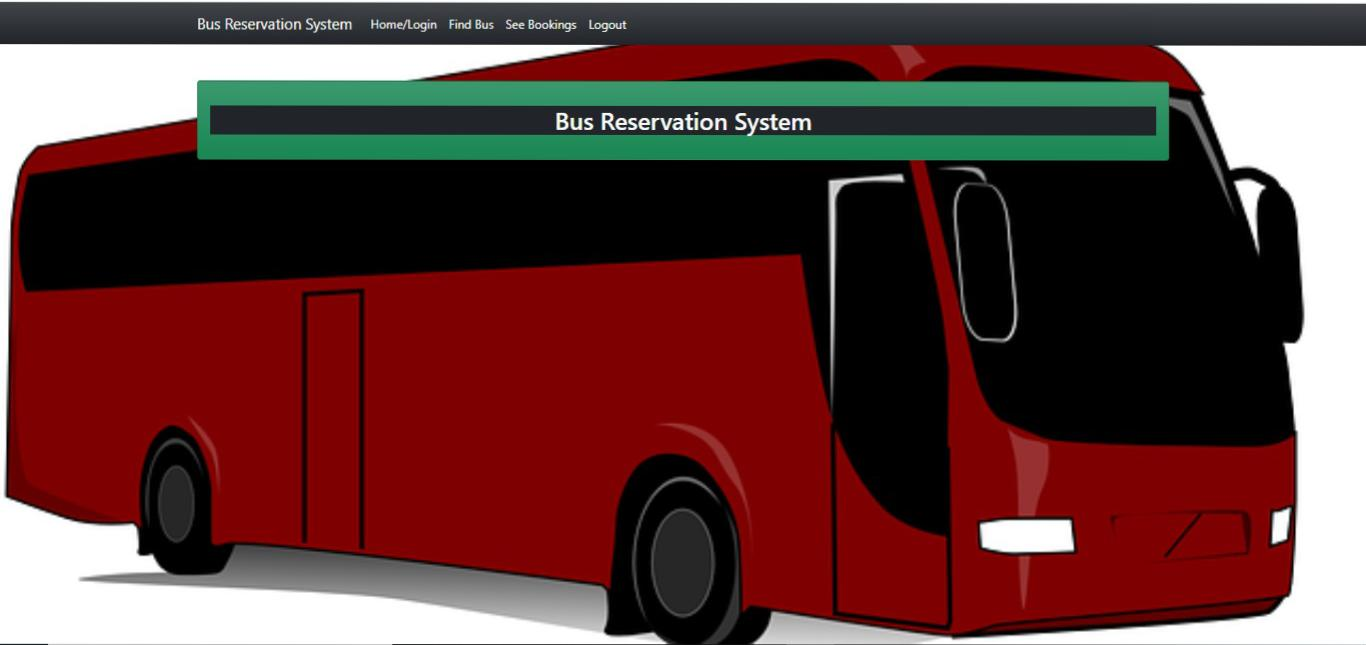 Bus Reservation System Home/Login Find Bus See Bookings Logout
Bus Reservation System